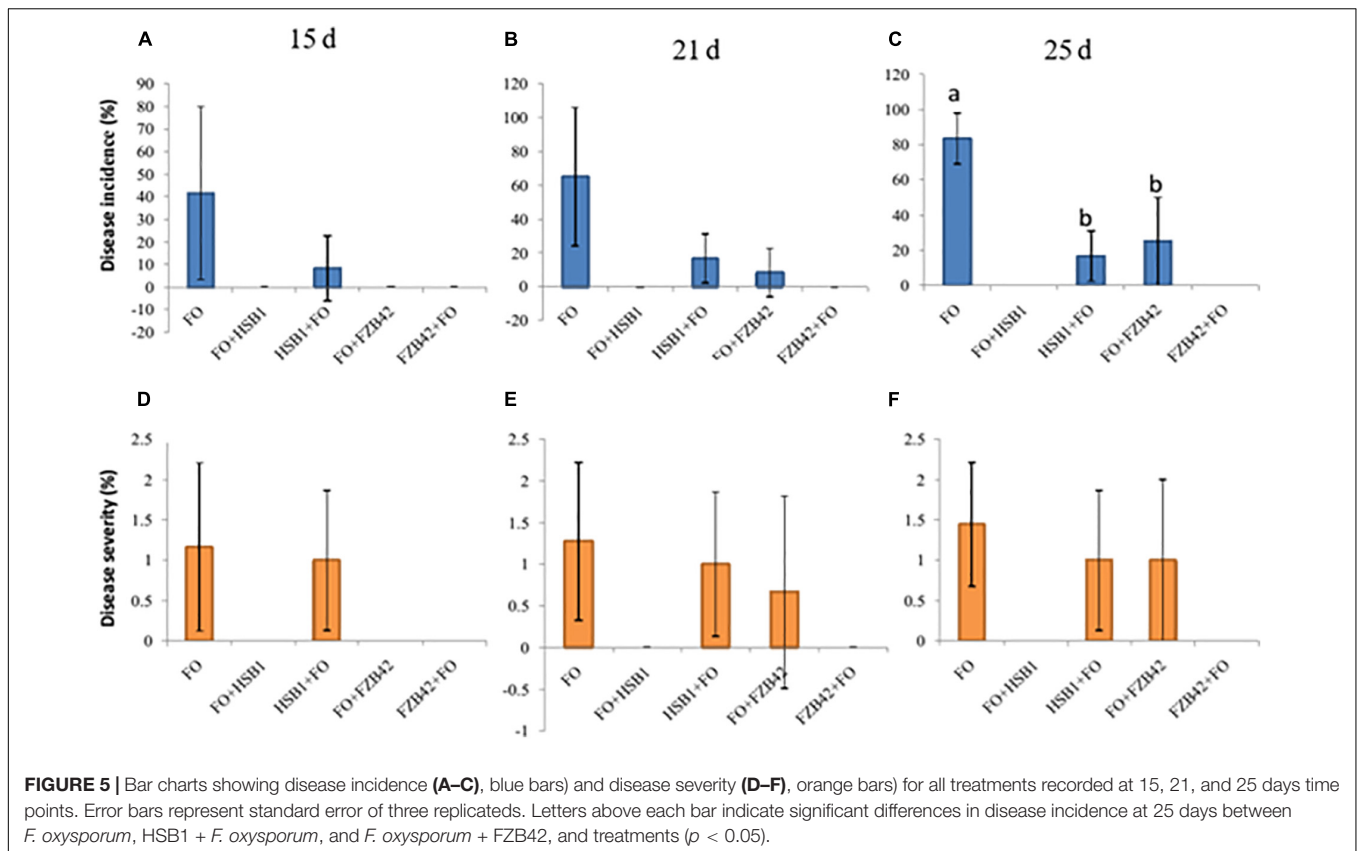 A
15 d
B
21 d
C
25 d
Disease incidence (%)
90
80
70
60
50
40
30
20
10
0
-10
-20
FO
FO+HSB1
HSB1+FO
FO+FZB42
FZB42+FO
120
100
80
60
40
20
0
-20
FO
FO+HSB1
HSB1+FO
FO+FZB42
FZB42+FO
120
100
80
60
40
20
0
a
b
b
FO
FO+HSB1
HSB1+FO
FO+FZB42
FZB42+FO
D
E
F
Disease severity (%)
2.5
2
1.5
1
0.5
0
FO
FO+HSB1
HSB1+FO
FO+FZB42
FZB42+FO
2.5
2
1.5
1
0.5
0
-0.5
-1
FO
FO+HSB1
HSB1+FO
FO+FZB42
FZB42+FO
2.5
2
1.5
1
0.5
0
FO
FO+HSB1
HSB1+FO
FO+FZB42
FZB42+FO
FIGURE 5 | Bar charts showing disease incidence (A–C), blue bars) and disease severity (D–F), orange bars) for all treatments recorded at 15, 21, and 25 days time
points. Error bars represent standard error of three replicateds. Letters above each bar indicate significant differences in disease incidence at 25 days between
F. oxysporum, HSB1 + F. oxysporum, and F. oxysporum + FZB42, and treatments (p < 0.05).